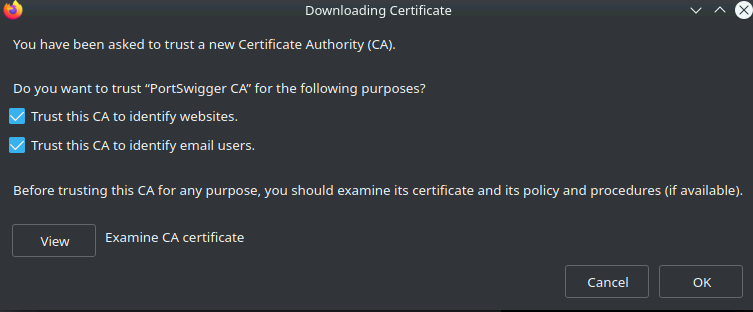 Downloading Certificate
You have been asked to trust a new Certificate Authority (CA).
Do you want to trust “PortSwigger CA” for the following purposes?
Trust this CA to identify websites.
Trust this CA to identify email users.
Before trusting this CA for any purpose, you should examine its certificate and its policy and procedures (if available).
View Examine CA certificate
Cancel OK